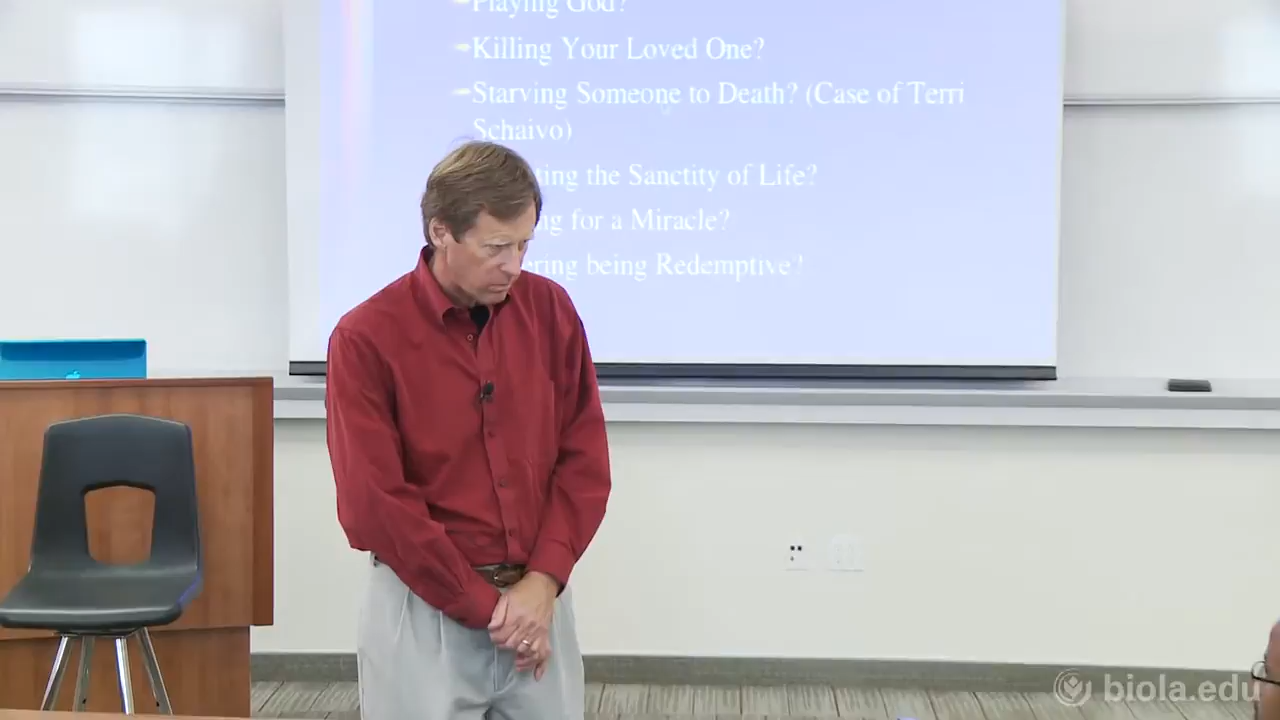 Playing God?
Killing Your Loved One?
Starving Someone to Death? (Case of Terri
Schaivo)
the Sanctity of Life?
for a Miracle?
being Redemptive?
biola.edu